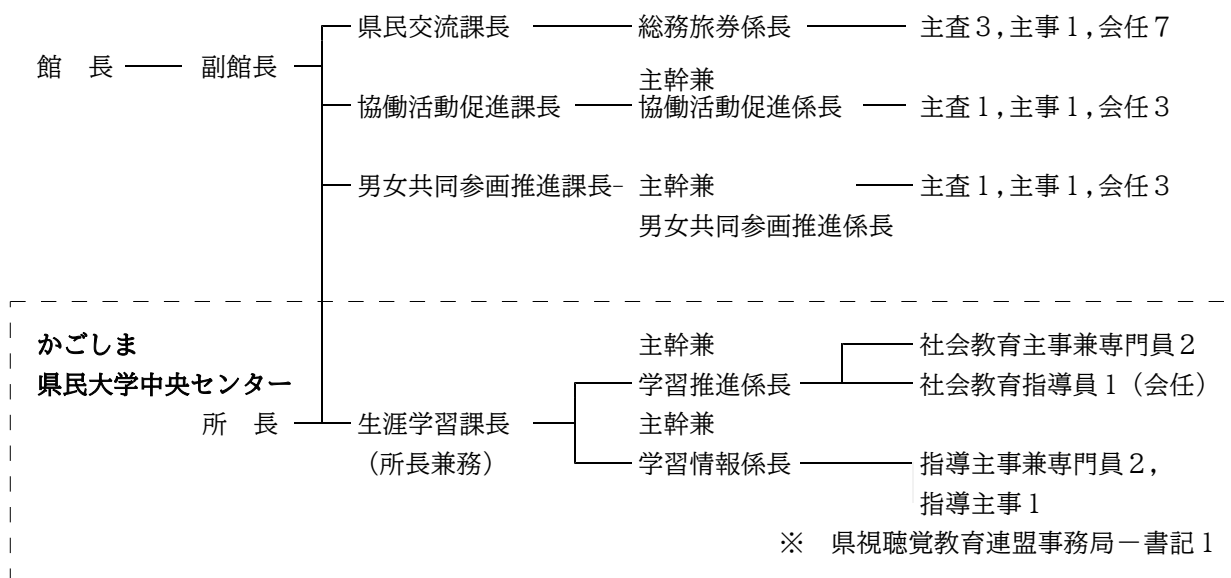 県民交流課長 総務旅券係長 主査3,主事1,会任7
館 長 副館長
主幹兼
協働活動促進課長 協働活動促進係長 主査1,主事1,会任3
男女共同参画推進課長 主幹兼 主査1,主事1,会任3
男女共同参画推進係長
かごしま 主幹兼 社会教育主事兼専門員2
県民大学中央センター 学習推進係長 社会教育指導員1(会任)
所 長 生涯学習課長 主幹兼
(所長兼務) 学習情報係長 指導主事兼専門員2,
指導主事1
※ 県視聴覚教育連盟事務局-書記1